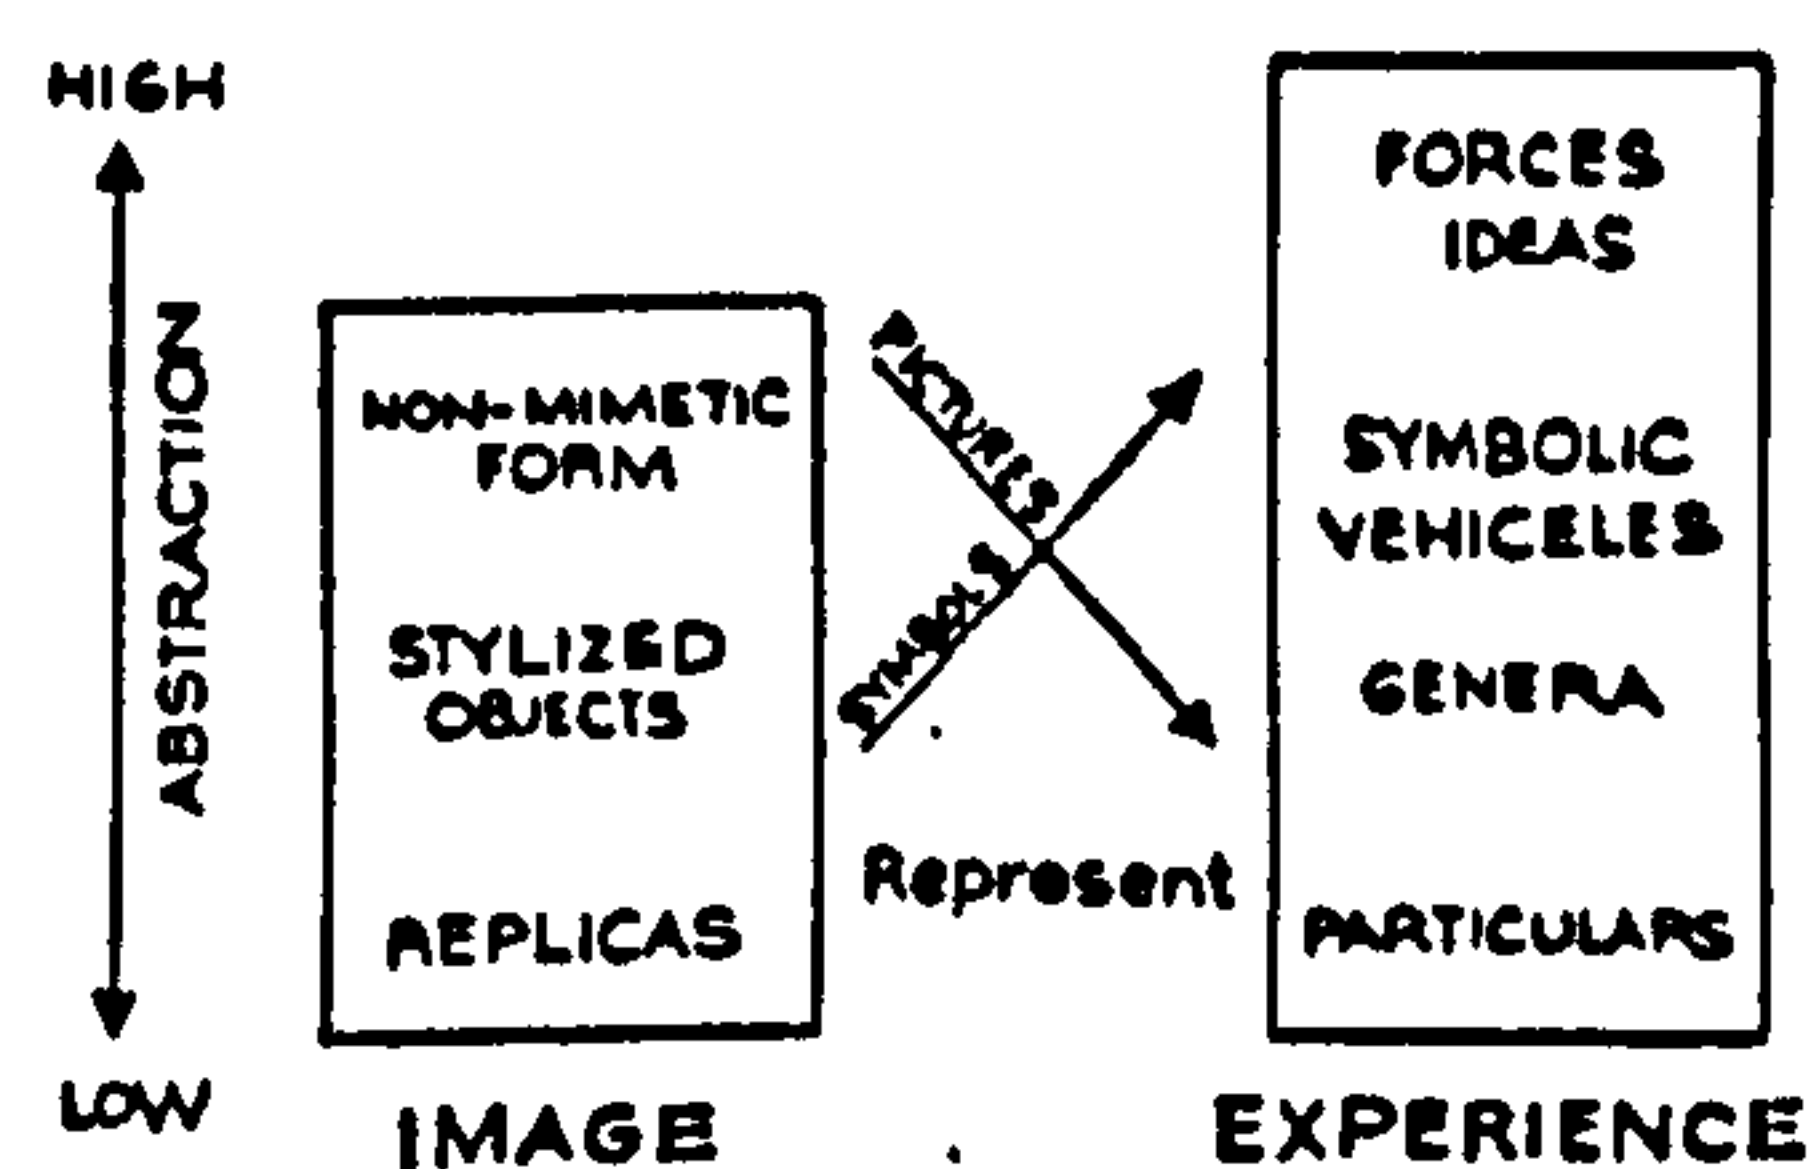 HIGH
ABSTRACTION
LOW
NON-MIMETIC
FORM
STYLIZED
OBJECTS
REPLICAS
IMAGE
PICTURES
SYMBOLS
Represent
FORCES
IDEAS
SYMBOLIC
VEHICELES
GENERA
PARTICULARS
EXPERIENCE